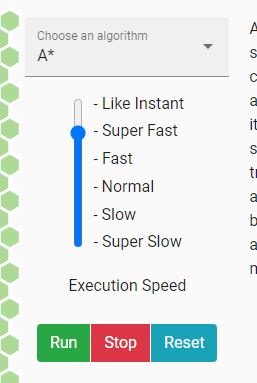 Choose an algorithm
A*
- Like Instant
- Super Fast
- Fast
- Normal
- Slow
- Super Slow
Execution Speed
Run Stop Reset